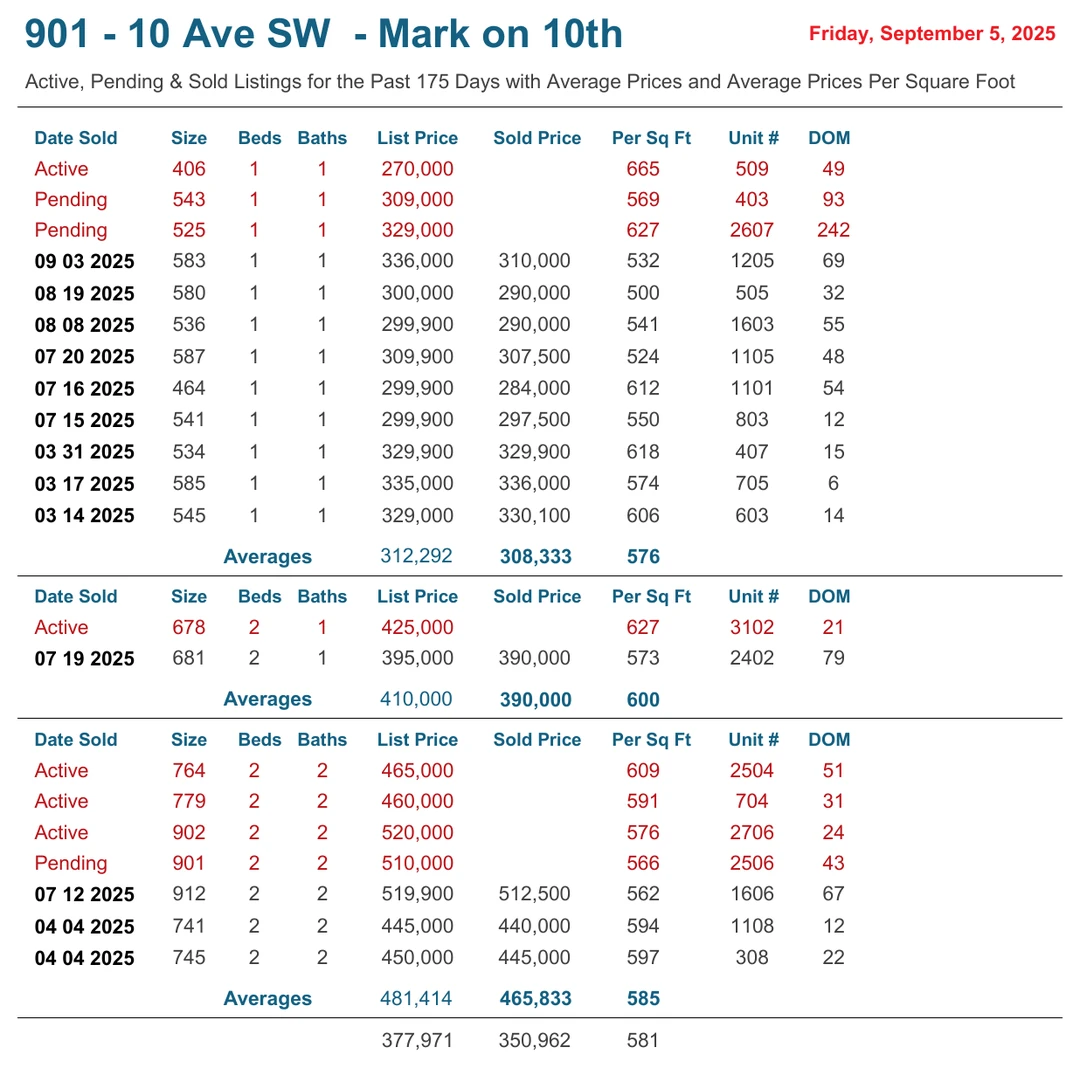 901 - 10 Ave SW - Mark on 10th Friday, September 5, 2025
Active, Pending & Sold Listings for the Past 175 Days with Average Prices and Average Prices Per Square Foot
Date Sold Size Beds Baths List Price Sold Price Per Sq Ft Unit # DOM
Active 406 1 1 270,000 665 509 49
Pending 543 1 1 309,000 569 403 93
Pending 525 1 1 329,000 627 2607 242
09 03 2025 583 1 1 336,000 310,000 532 1205 69
08 19 2025 580 1 1 300,000 290,000 500 505 32
08 08 2025 536 1 1 299,900 290,000 541 1603 55
07 20 2025 587 1 1 309,900 307,500 524 1105 48
07 16 2025 464 1 1 299,900 284,000 612 1101 54
07 15 2025 541 1 1 299,900 297,500 550 803 12
03 31 2025 534 1 1 329,900 329,900 618 407 15
03 17 2025 585 1 1 335,000 336,000 574 705 6
03 14 2025 545 1 1 329,000 330,100 606 603 14
Averages 312,292 308,333 576
Date Sold Size Beds Baths List Price Sold Price Per Sq Ft Unit # DOM
Active 678 2 1 425,000 627 3102 21
07 19 2025 681 2 1 395,000 390,000 573 2402 79
Averages 410,000 390,000 600
Date Sold Size Beds Baths List Price Sold Price Per Sq Ft Unit # DOM
Active 764 2 2 465,000 609 2504 51
Active 779 2 2 460,000 591 704 31
Active 902 2 2 520,000 576 2706 24
Pending 901 2 2 510,000 566 2506 43
07 12 2025 912 2 2 519,900 512,500 562 1606 67
04 04 2025 741 2 2 445,000 440,000 594 1108 12
04 04 2025 745 2 2 450,000 445,000 597 308 22
Averages 481,414 465,833 585
377,971 350,962 581